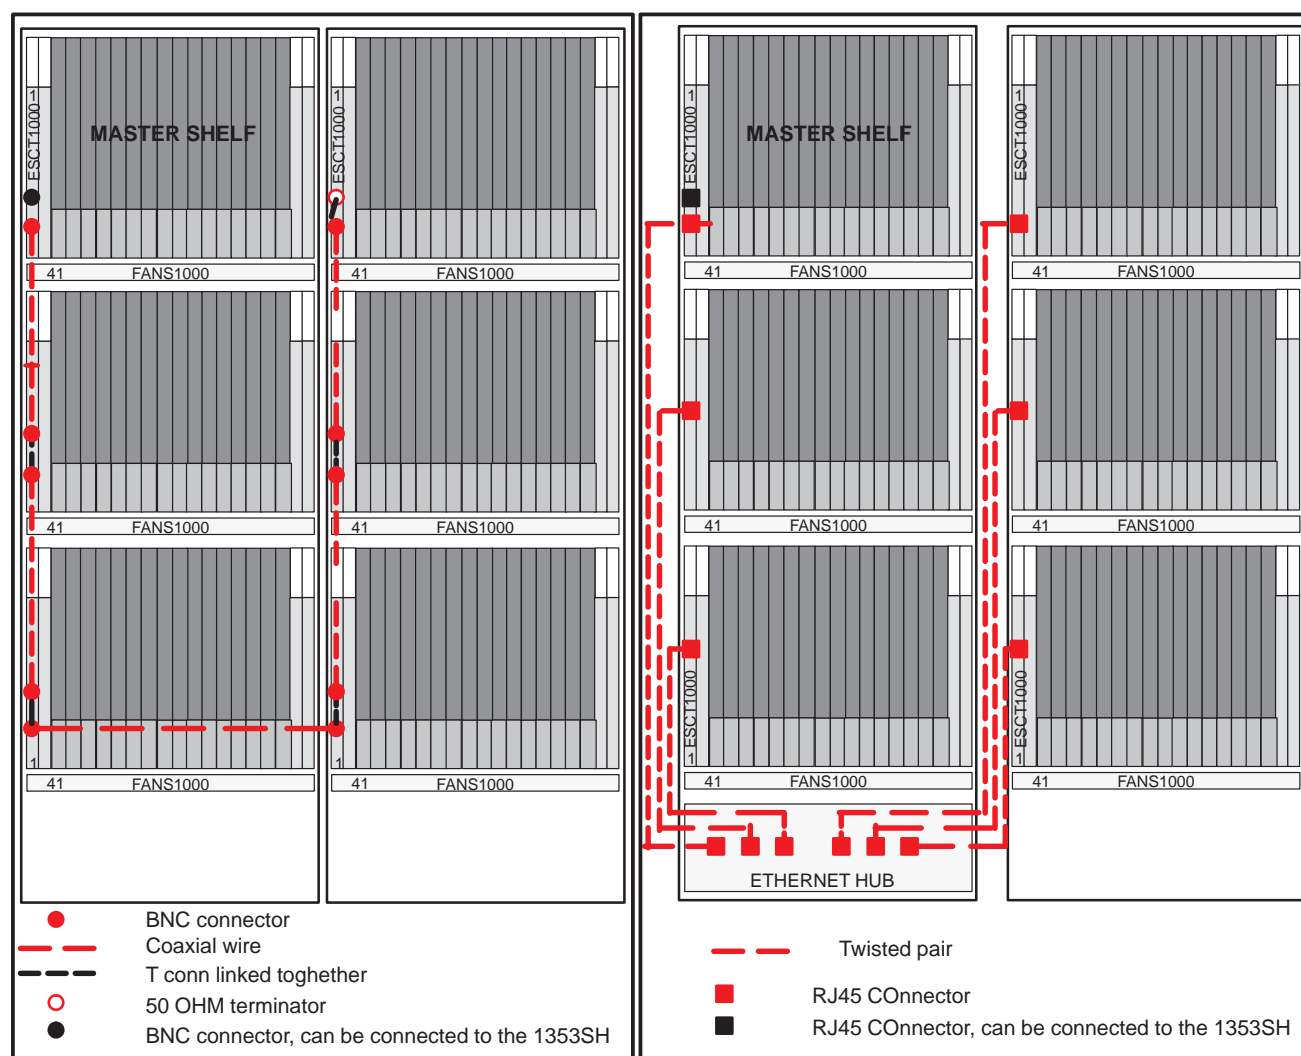 ESCT1000 1
MASTER SHELF
41 FANS1000
41 FANS1000
1
41 FANS1000
ESCT1000 1
41 FANS1000
41 FANS1000
1
41 FANS1000
BNC connector
Coaxial wire
T conn linked toghether
50 OHM terminator
BNC connector, can be connected to the 1353SH
ESCT1000 1
MASTER SHELF
41 FANS1000
41 FANS1000
1 ESCT1000
41 FANS1000
ETHERNET HUB
ESCT1000 1
41 FANS1000
41 FANS1000
1 ESCT1000
41 FANS1000
Twisted pair
RJ45 COnnector
RJ45 COnnector, can be connected to the 1353SH